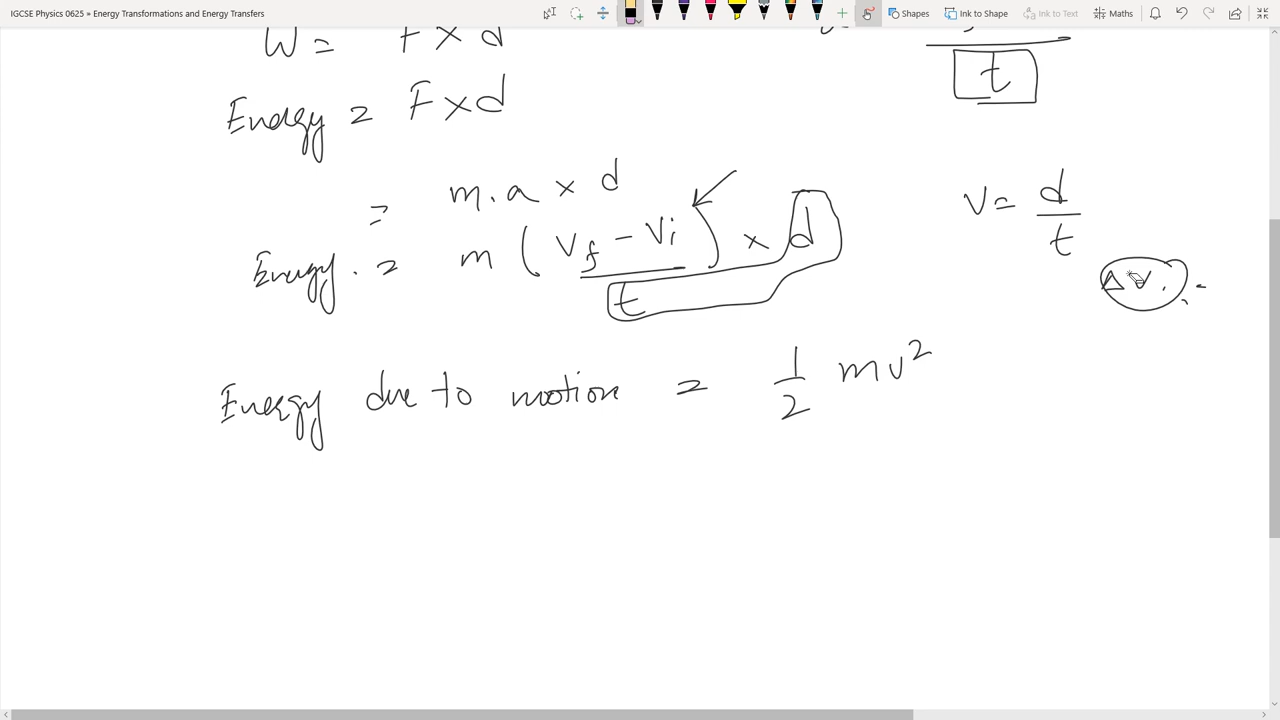 IGCSE Physics 0625 » Energy Transformations and Energy Transfers
Shapes
Ink to Shape
Ink to Text
Maths
W = F × d
t
Energy = F × d
= m . a × d
V = d / t
Energy . = m ( Vf - Vi ) / t × d
Δ V .
Energy due to motion = 1/2 mv²